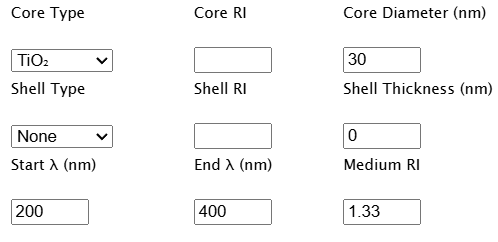 Core Type Core RI Core Diameter (nm)
TiO₂ 30
Shell Type Shell RI Shell Thickness (nm)
None 0
Start λ (nm) End λ (nm) Medium RI
200 400 1.33